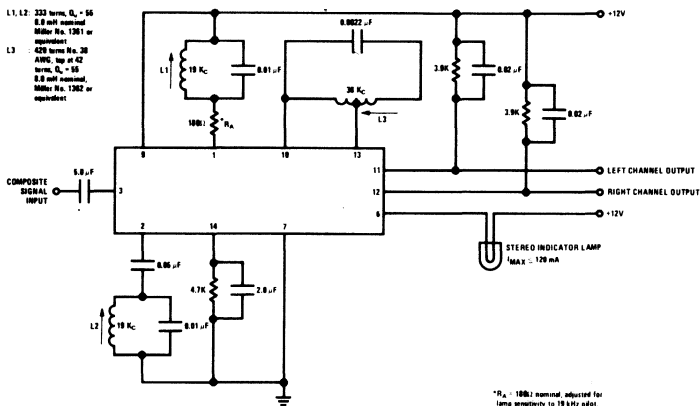 L1, L2: 333 turns, Qu = 55
8.0 mH nominal
Miller No. 1361 or
equivalent
L3 : 420 turns No. 38
AWG, tap at 42
turns, Qu = 55
8.0 mH nominal,
Miller No. 1362 or
equivalent
+12V
0.0022 µF
L1
19 KC
0.01 µF
38 KC
L3
3.9K
0.02 µF
3.9K
0.02 µF
100Ω *RA
9
1
10
13
COMPOSITE
SIGNAL
INPUT
5.0 µF
3
11
LEFT CHANNEL OUTPUT
12
RIGHT CHANNEL OUTPUT
6
+12V
2
14
7
STEREO INDICATOR LAMP
IMAX ≤ 120 mA
0.05 µF
L2
19 KC
0.01 µF
4.7K
2.0 µF
*RA = 100Ω nominal, adjusted for
lamp sensitivity to 19 kHz pilot